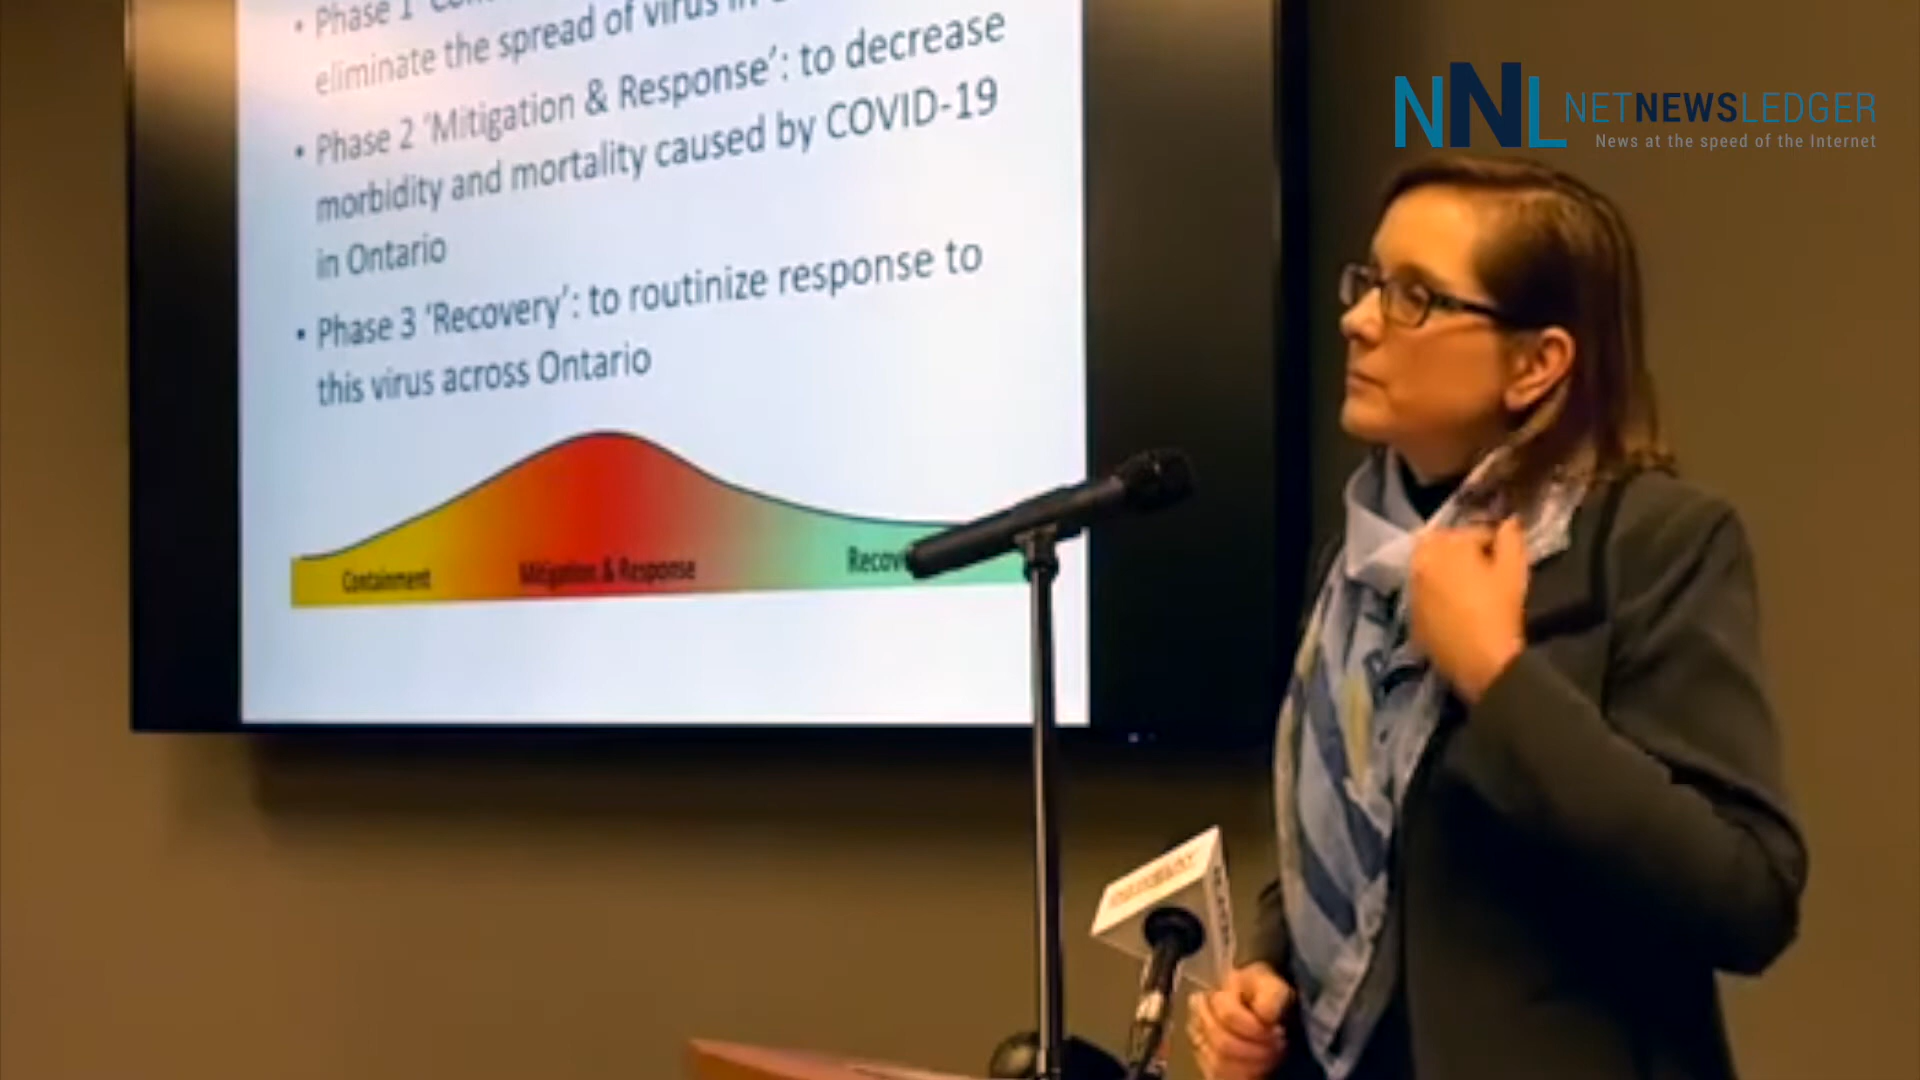 • Phase 1
eliminate the spread of virus in
• Phase 2 ‘Mitigation & Response’: to decrease
morbidity and mortality caused by COVID-19
in Ontario
• Phase 3 ‘Recovery’: to routinize response to
this virus across Ontario
Containment
Mitigation & Response
NNL NETNEWSLEDGER
News at the speed of the Internet